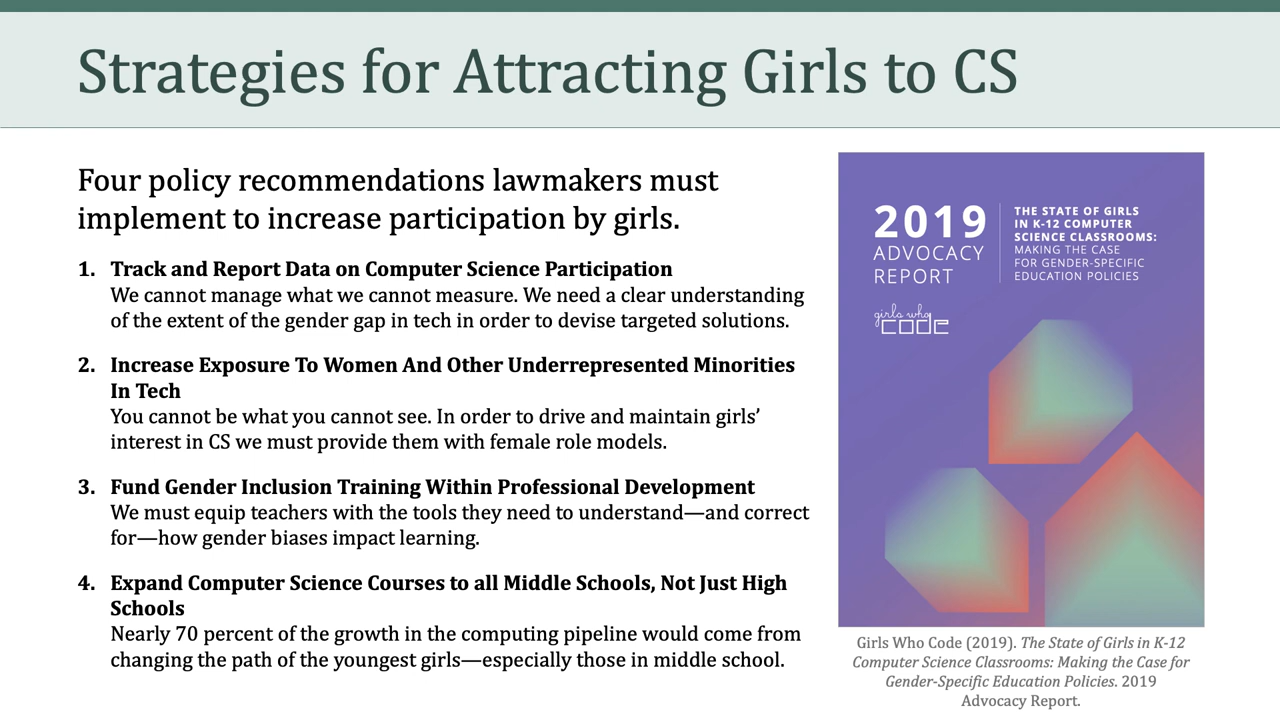 Strategies for Attracting Girls to CS
Four policy recommendations lawmakers must
implement to increase participation by girls.
1. Track and Report Data on Computer Science Participation
We cannot manage what we cannot measure. We need a clear understanding
of the extent of the gender gap in tech in order to devise targeted solutions.
2. Increase Exposure To Women And Other Underrepresented Minorities
In Tech
You cannot be what you cannot see. In order to drive and maintain girls’
interest in CS we must provide them with female role models.
3. Fund Gender Inclusion Training Within Professional Development
We must equip teachers with the tools they need to understand—and correct
for—how gender biases impact learning.
4. Expand Computer Science Courses to all Middle Schools, Not Just High
Schools
Nearly 70 percent of the growth in the computing pipeline would come from
changing the path of the youngest girls—especially those in middle school.
2019
ADVOCACY
REPORT
THE STATE OF GIRLS
IN K-12 COMPUTER
SCIENCE CLASSROOMS:
MAKING THE CASE
FOR GENDER-SPECIFIC
EDUCATION POLICIES
girls who
code
Girls Who Code (2019). The State of Girls in K-12
Computer Science Classrooms: Making the Case for
Gender-Specific Education Policies. 2019
Advocacy Report.